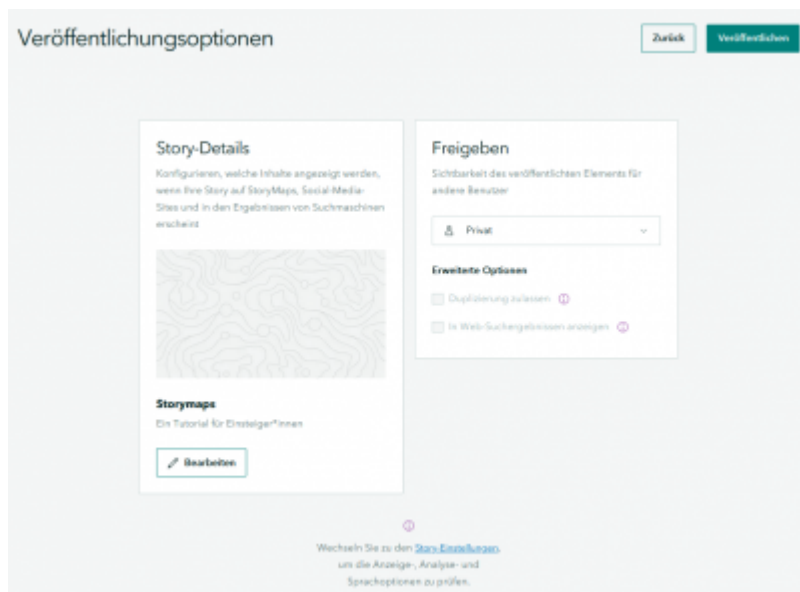 Veröffentlichungsoptionen
Zurück
Veröffentlichen
Story-Details
Konfigurieren, welche Inhalte angezeigt werden,
wenn Ihre Story auf StoryMaps, Social-Media-
Sites und in den Ergebnissen von Suchmaschinen
erscheint
Storymaps
Ein Tutorial für Einsteiger*innen
Bearbeiten
Freigeben
Sichtbarkeit des veröffentlichten Elements für
andere Benutzer
Privat
Erweiterte Optionen
Duplizierung zulassen
In Web-Suchergebnissen anzeigen
Wechseln Sie zu den Story-Einstellungen,
um die Anzeige-, Analyse- und
Sprachoptionen zu prüfen.